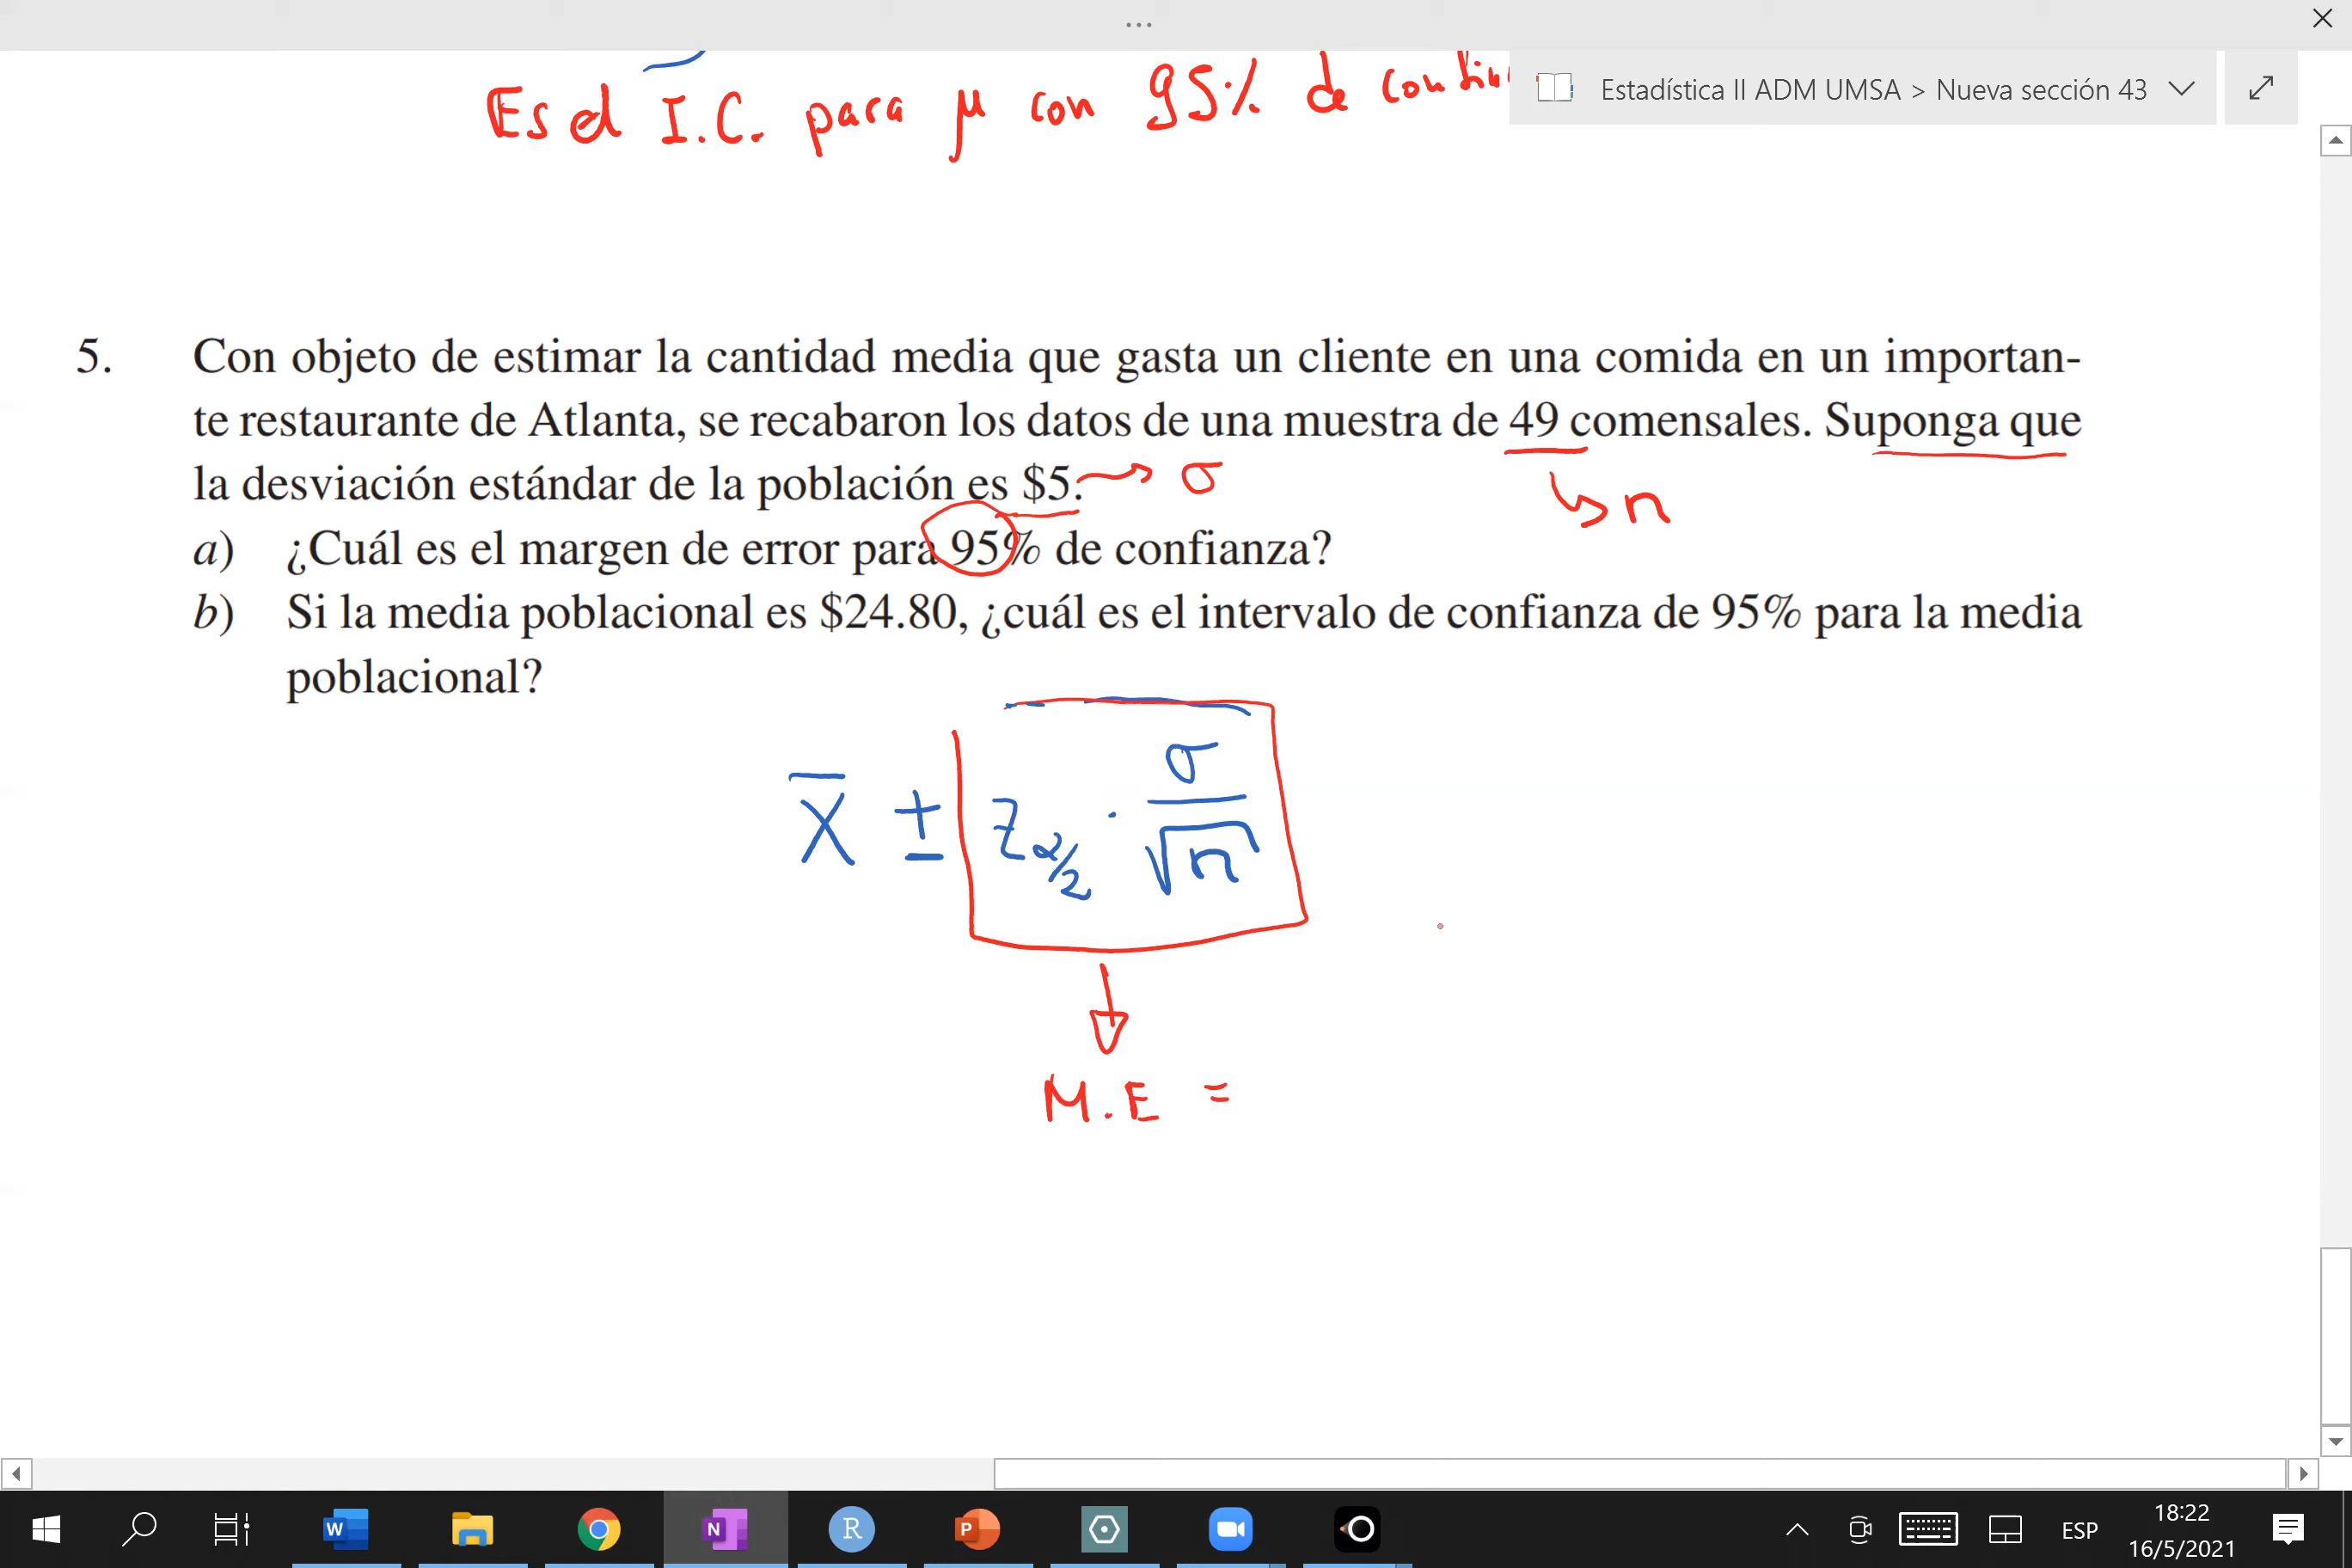 Es el I.C. para μ con 95% de
Estadística II ADM UMSA > Nueva sección 43
5. Con objeto de estimar la cantidad media que gasta un cliente en una comida en un importan-
te restaurante de Atlanta, se recabaron los datos de una muestra de 49 comensales. Suponga que
la desviación estándar de la población es $5. → σ
n
a) ¿Cuál es el margen de error para 95% de confianza?
b) Si la media poblacional es $24.80, ¿cuál es el intervalo de confianza de 95% para la media
poblacional?
X̅ ± z α/2 · σ/√n
M.E =
W N R P
ESP
18:22
16/5/2021